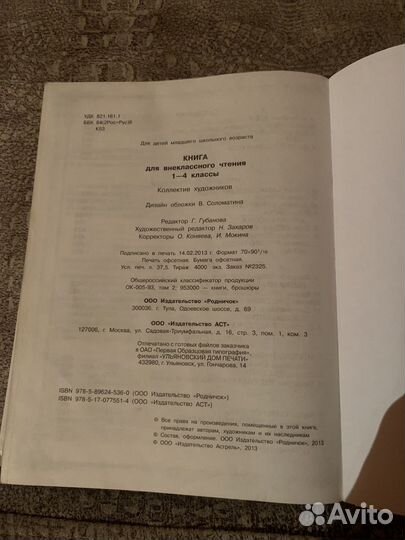 УДК 821.161.1
ББК 84(2Рос=Рус)6
К53
Для детей младшего школьного возраста
КНИГА
для внеклассного чтения
1—4 классы
Коллектив художников
Дизайн обложки В. Соломатина
Редактор Г. Губанова
Художественный редактор Н. Захаров
Корректоры О. Коняева, И. Мокина
Подписано в печать 14.02.2013 г. Формат 70×90¹/₁₆
Печать офсетная. Бумага офсетная.
Усл. печ. л. 37,5. Тираж 4000 экз. Заказ №2325.
Общероссийский классификатор продукции
ОК-005-93, том 2; 953000 — книги, брошюры
ООО Издательство «Родничок»
300036, г. Тула, Одоевское шоссе, д. 69
ООО «Издательство АСТ»
127006, г. Москва, ул. Садовая-Триумфальная, д. 16, стр. 3, пом. 1, ком. 3
Отпечатано с готовых файлов заказчика
в ОАО «Первая Образцовая типография»,
филиал «УЛЬЯНОВСКИЙ ДОМ ПЕЧАТИ»
432980, г. Ульяновск, ул. Гончарова, 14
ISBN 978-5-89624-536-0 (ООО Издательство «Родничок»)
ISBN 978-5-17-077551-4 (ООО «Издательство АСТ»)
© Все права на произведения, помещенные в этой книге,
принадлежат авторам, художникам и их наследникам
© Состав, оформление. ООО Издательство «Родничок», 2013
© ООО «Издательство Астрель», 2013
Avito